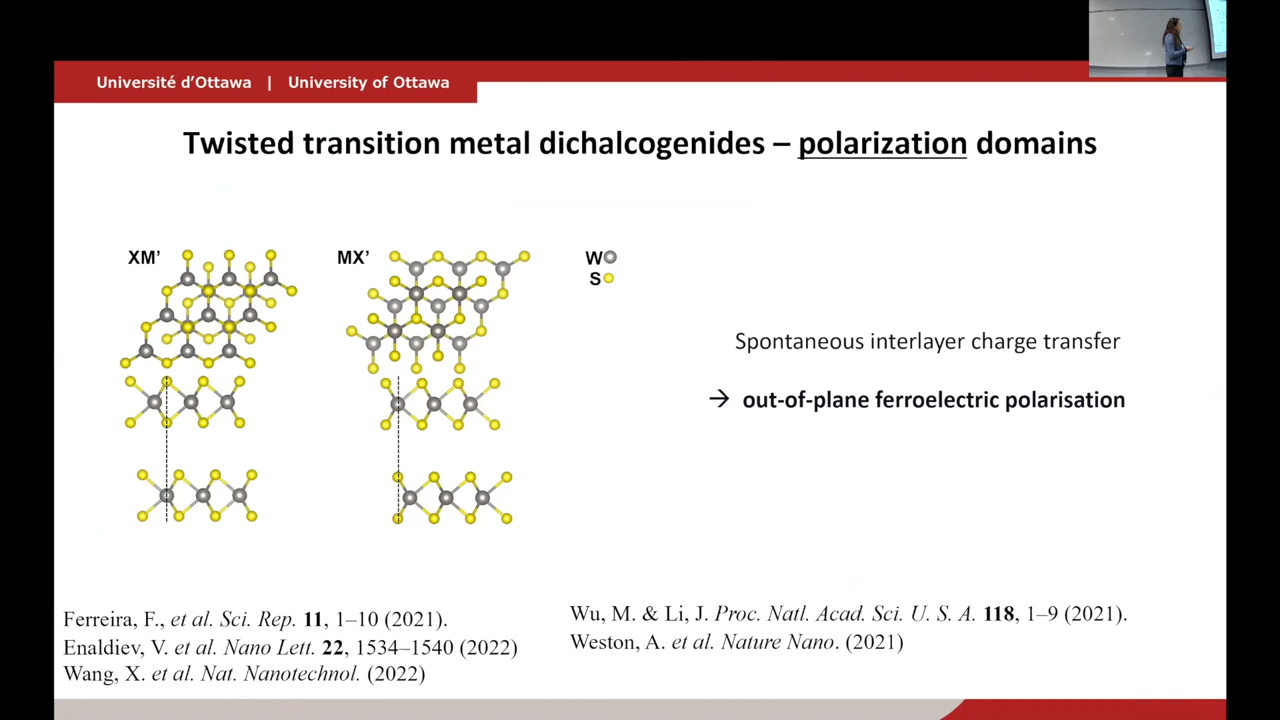 Université d'Ottawa | University of Ottawa
Twisted transition metal dichalcogenides – polarization domains
XM'
MX'
W
S
Spontaneous interlayer charge transfer
→ out-of-plane ferroelectric polarisation
Ferreira, F., et al. Sci. Rep. 11, 1–10 (2021).
Enaldiev, V. et al. Nano Lett. 22, 1534–1540 (2022)
Wang, X. et al. Nat. Nanotechnol. (2022)
Wu, M. & Li, J. Proc. Natl. Acad. Sci. U. S. A. 118, 1–9 (2021).
Weston, A. et al. Nature Nano. (2021)